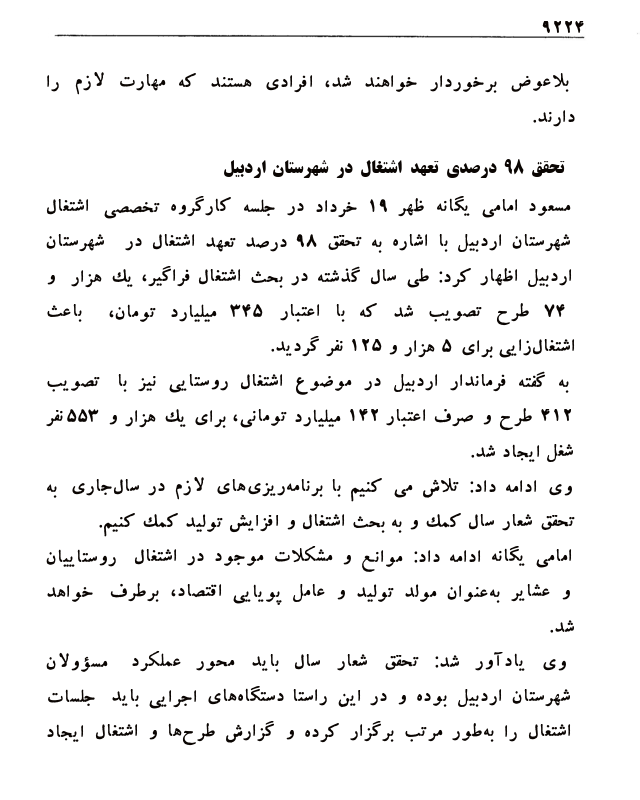 ۹۲۲۴
بلاعوض برخوردار خواهند شد، افرادی هستند که مهارت لازم را
دارند.
تحقق ۹۸ درصدی تعهد اشتغال در شهرستان اردبیل
مسعود امامی یگانه ظهر ۱۹ خرداد در جلسه کارگروه تخصصی اشتغال
شهرستان اردبیل با اشاره به تحقق ۹۸ درصد تعهد اشتغال در شهرستان
اردبیل اظهار کرد: طی سال گذشته در بحث اشتغال فراگیر، یك هزار و
۷۴ طرح تصویب شد که با اعتبار ۳۴۵ میلیارد تومان، باعث
اشتغال‌زایی برای ۵ هزار و ۱۲۵ نفر گردید.
به گفته فرماندار اردبیل در موضوع اشتغال روستایی نیز با تصویب
۴۱۲ طرح و صرف اعتبار ۱۴۲ میلیارد تومانی، برای یك هزار و ۵۵۳ نفر
شغل ایجاد شد.
وی ادامه داد: تلاش می کنیم با برنامه‌ریزی‌های لازم در سال‌جاری به
تحقق شعار سال کمك و به بحث اشتغال و افزایش تولید کمك کنیم.
امامی یگانه ادامه داد: موانع و مشکلات موجود در اشتغال روستاییان
و عشایر به‌عنوان مولد تولید و عامل پویایی اقتصاد، برطرف خواهد
شد.
وی یادآور شد: تحقق شعار سال باید محور عملکرد مسؤولان
شهرستان اردبیل بوده و در این راستا دستگاه‌های اجرایی باید جلسات
اشتغال را به‌طور مرتب برگزار کرده و گزارش طرح‌ها و اشتغال ایجاد